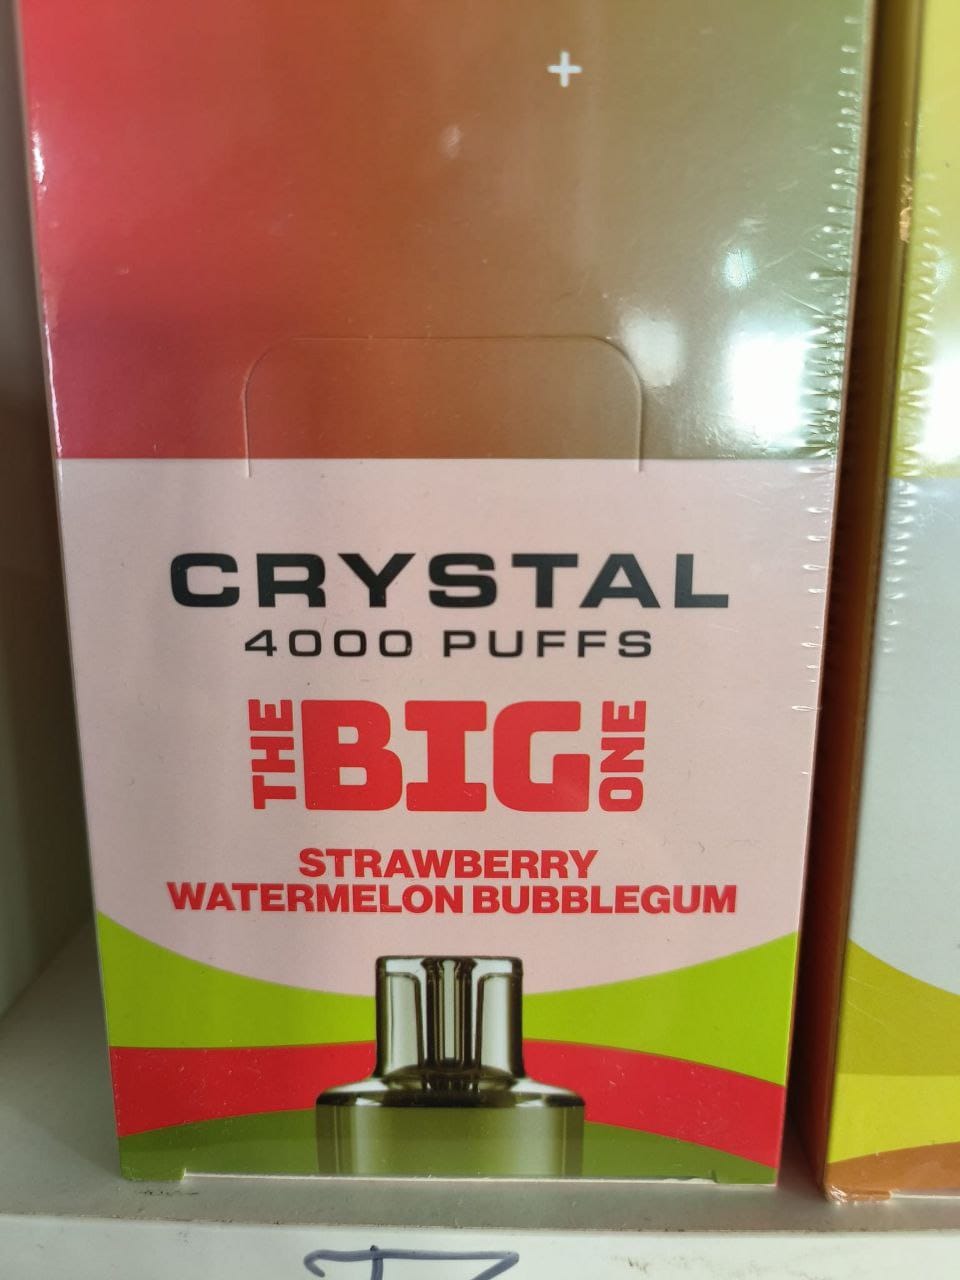 CRYSTAL
4000 PUFFS
THE BIG ONE
STRAWBERRY
WATERMELON BUBBLEGUM